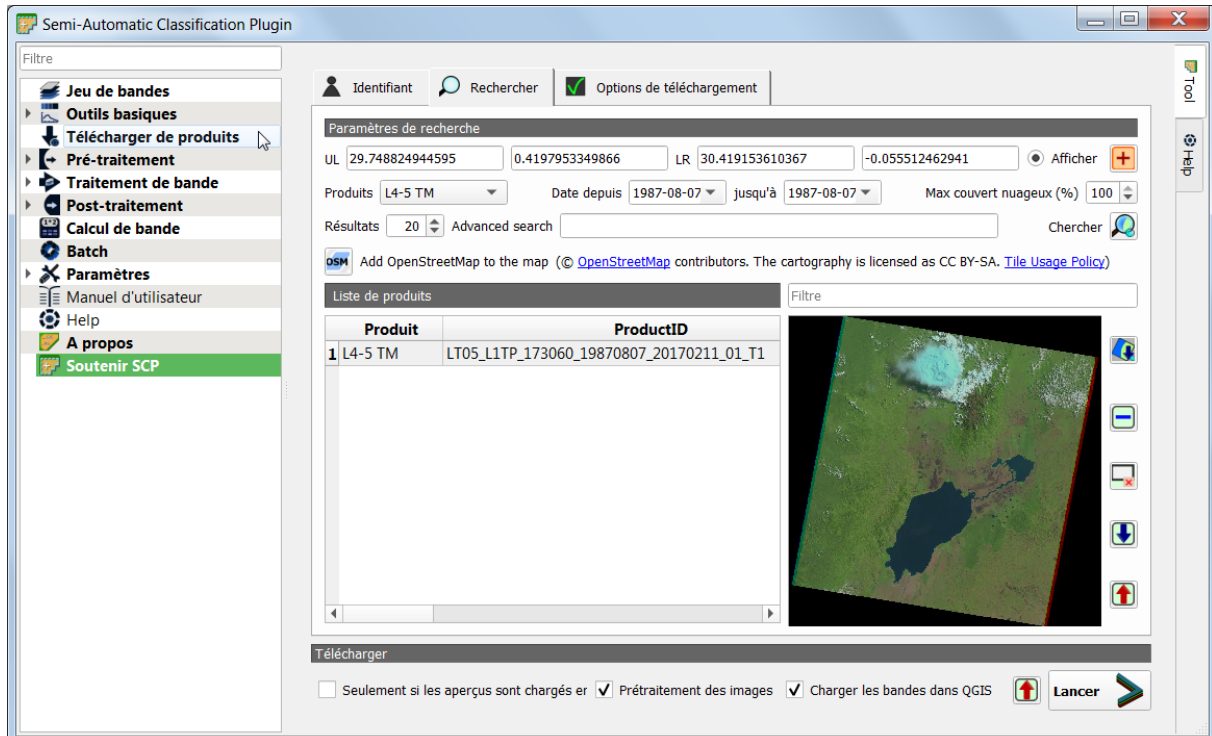 Semi-Automatic Classification Plugin
Filtre
Jeu de bandes
Outils basiques
Télécharger de produits
Pré-traitement
Traitement de bande
Post-traitement
Calcul de bande
Batch
Paramètres
Manuel d'utilisateur
Help
A propos
Soutenir SCP
Identifiant Rechercher Options de téléchargement
Paramètres de recherche
UL 29.748824944595 0.4197953349866 LR 30.419153610367 -0.055512462941 Afficher
Produits L4-5 TM Date depuis 1987-08-07 jusqu'à 1987-08-07 Max couvert nuageux (%) 100
Résultats 20 Advanced search Chercher
OSM Add OpenStreetMap to the map (© OpenStreetMap contributors. The cartography is licensed as CC BY-SA. Tile Usage Policy)
Liste de produits Filtre
Produit ProductID
1 L4-5 TM LT05_L1TP_173060_19870807_20170211_01_T1
Télécharger
Seulement si les aperçus sont chargés er Prétraitement des images Charger les bandes dans QGIS Lancer
Tool
Help